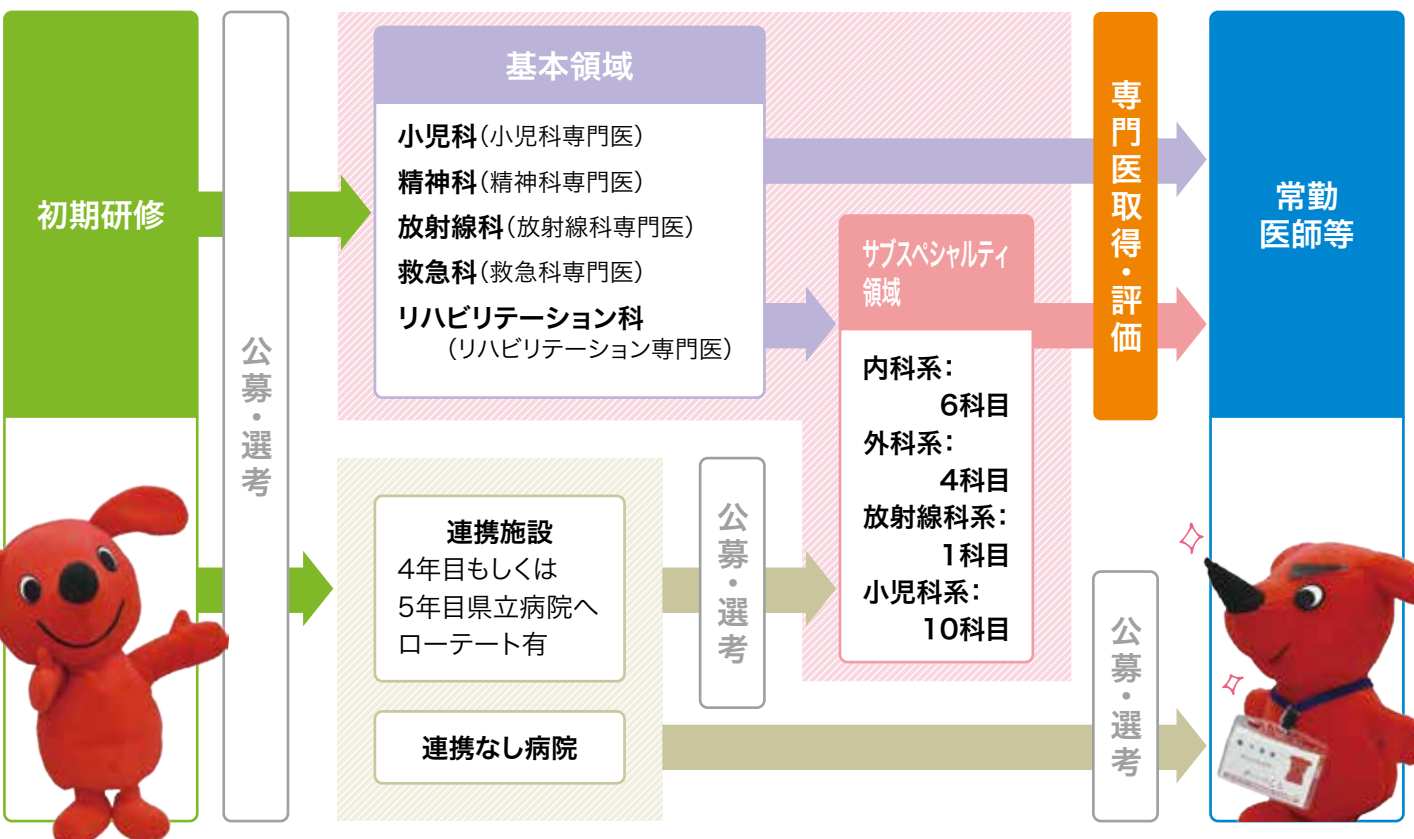 初期研修
公募・選考
基本領域
小児科（小児科専門医）
精神科（精神科専門医）
放射線科（放射線科専門医）
救急科（救急科専門医）
リハビリテーション科
（リハビリテーション専門医）
連携施設
4年目もしくは
5年目県立病院へ
ローテート有
連携なし病院
公募・選考
サブスペシャルティ
領域
内科系：
6科目
外科系：
4科目
放射線科系：
1科目
小児科系：
10科目
専門医取得・評価
公募・選考
常勤
医師等